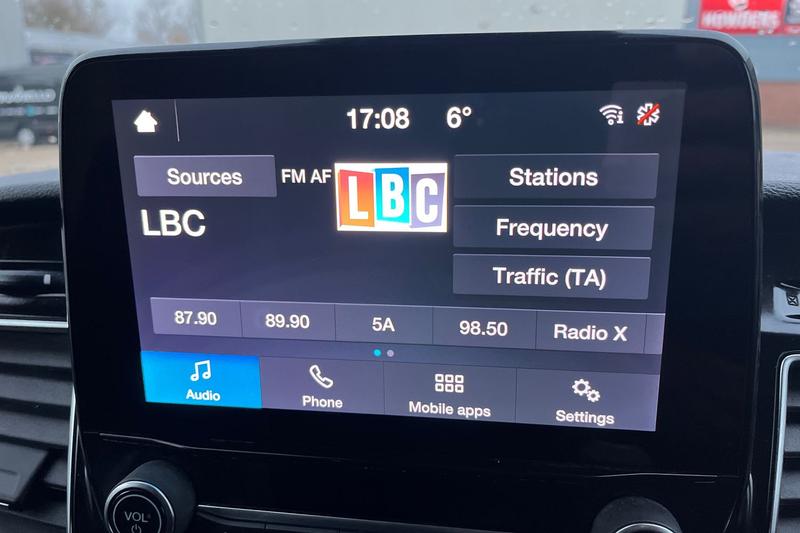 HOWDENS
17:08 6°
Sources FM AF LBC Stations
LBC
Frequency
Traffic (TA)
87.90 89.90 5A 98.50 Radio X
Audio Phone Mobile apps Settings
VOL